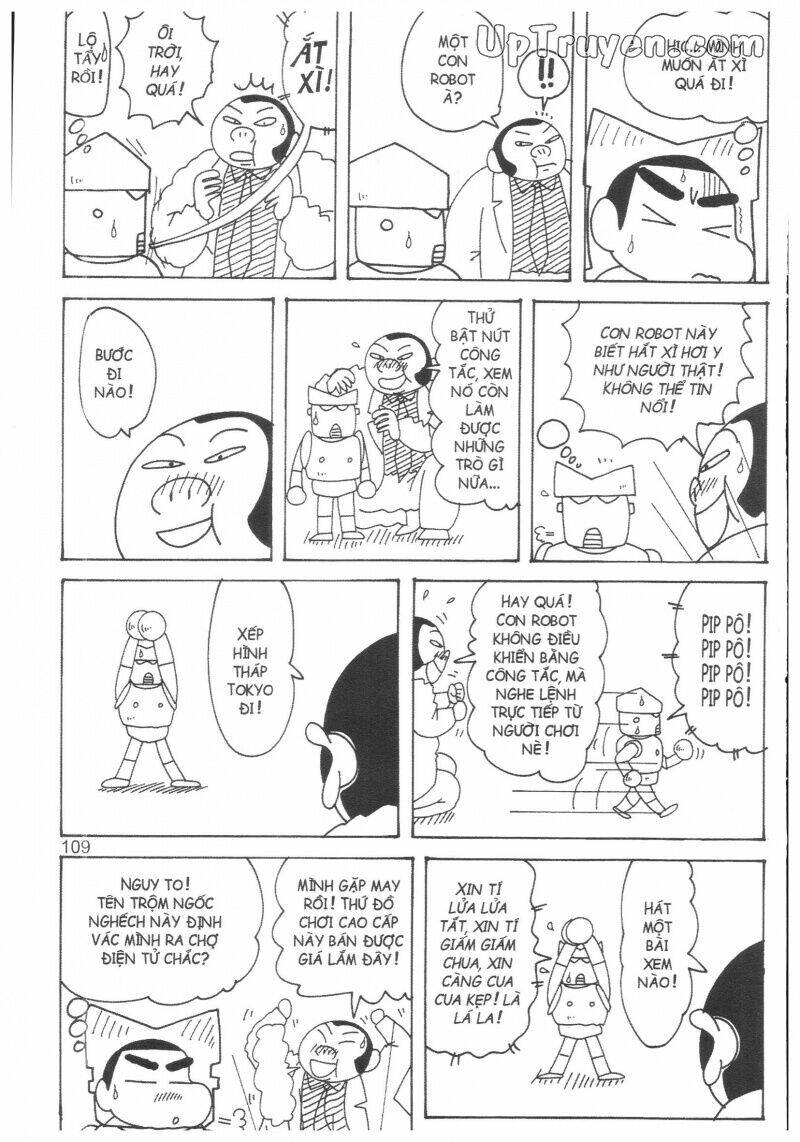 UpTruyen.com
HIC... MÌNH
MUỐN ẮT XÌ
QUÁ ĐI!
!!
MỘT
CON
ROBOT
À?
ẮT
XÌ!
ÔI
TRỜI,
HAY
QUÁ!
LỘ
TẨY
RỒI!
CON ROBOT NÀY
BIẾT HẮT XÌ HƠI Y
NHƯ NGƯỜI THẬT!
KHÔNG THỂ TIN
NỔI!
THỬ
BẬT NÚT
CÔNG
TẮC, XEM
NÓ CÒN
LÀM
ĐƯỢC
NHỮNG
TRÒ GÌ
NỮA...
BƯỚC
ĐI
NÀO!
PIP PÔ!
PIP PÔ!
PIP PÔ!
PIP PÔ!
HAY QUÁ!
CON ROBOT
KHÔNG ĐIỀU
KHIỂN BẰNG
CÔNG TẮC, MÀ
NGHE LỆNH
TRỰC TIẾP TỪ
NGƯỜI CHƠI
NÈ!
XẾP
HÌNH
THÁP
TOKYO
ĐI!
109
HÁT
MỘT
BÀI
XEM
NÀO!
XIN TÍ
LỬA LỬA
TẮT, XIN TÍ
GIẤM GIẤM
CHUA, XIN
CÀNG CUA
CUA KẸP! LÀ
LÁ LA!
MÌNH GẶP MAY
RỒI! THỨ ĐỒ
CHƠI CAO CẤP
NÀY BÁN ĐƯỢC
GIÁ LẮM ĐÂY!
NGUY TO!
TÊN TRỘM NGỐC
NGHẾCH NÀY ĐỊNH
VÁC MÌNH RA CHỢ
ĐIỆN TỬ CHẮC?